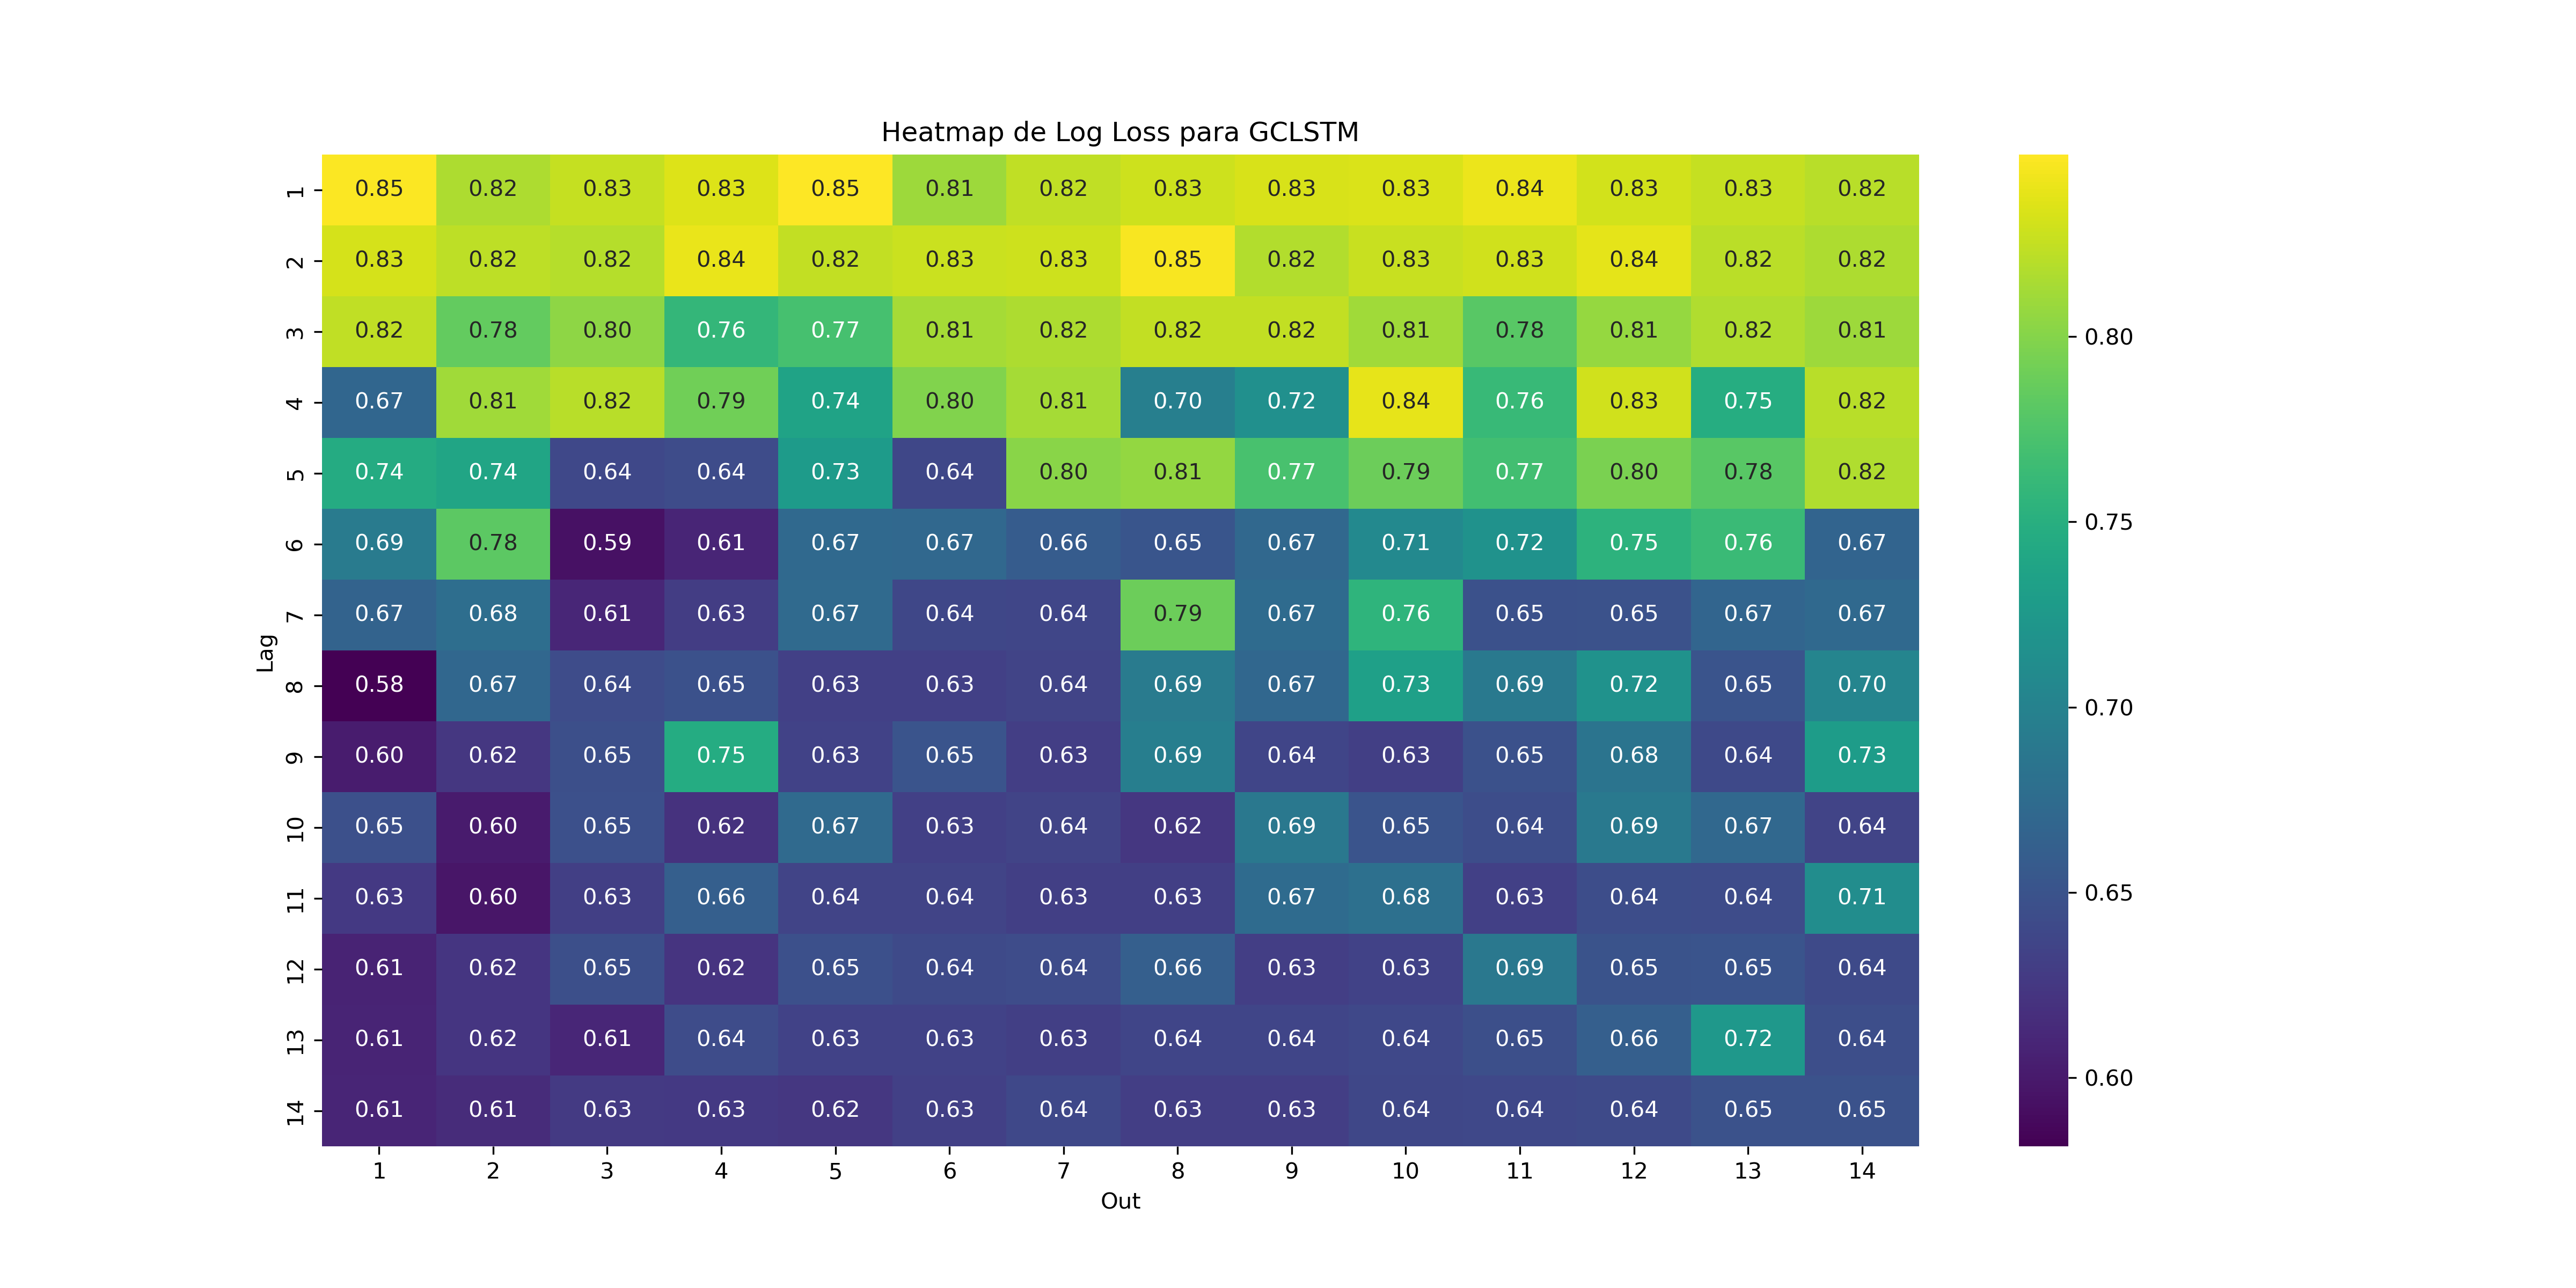 Heatmap de Log Loss para GCLSTM
1 0.85 0.82 0.83 0.83 0.85 0.81 0.82 0.83 0.83 0.83 0.84 0.83 0.83 0.82
2 0.83 0.82 0.82 0.84 0.82 0.83 0.83 0.85 0.82 0.83 0.83 0.84 0.82 0.82
3 0.82 0.78 0.80 0.76 0.77 0.81 0.82 0.82 0.82 0.81 0.78 0.81 0.82 0.81
4 0.67 0.81 0.82 0.79 0.74 0.80 0.81 0.70 0.72 0.84 0.76 0.83 0.75 0.82
5 0.74 0.74 0.64 0.64 0.73 0.64 0.80 0.81 0.77 0.79 0.77 0.80 0.78 0.82
6 0.69 0.78 0.59 0.61 0.67 0.67 0.66 0.65 0.67 0.71 0.72 0.75 0.76 0.67
7 0.67 0.68 0.61 0.63 0.67 0.64 0.64 0.79 0.67 0.76 0.65 0.65 0.67 0.67
8 0.58 0.67 0.64 0.65 0.63 0.63 0.64 0.69 0.67 0.73 0.69 0.72 0.65 0.70
9 0.60 0.62 0.65 0.75 0.63 0.65 0.63 0.69 0.64 0.63 0.65 0.68 0.64 0.73
10 0.65 0.60 0.65 0.62 0.67 0.63 0.64 0.62 0.69 0.65 0.64 0.69 0.67 0.64
11 0.63 0.60 0.63 0.66 0.64 0.64 0.63 0.63 0.67 0.68 0.63 0.64 0.64 0.71
12 0.61 0.62 0.65 0.62 0.65 0.64 0.64 0.66 0.63 0.63 0.69 0.65 0.65 0.64
13 0.61 0.62 0.61 0.64 0.63 0.63 0.63 0.64 0.64 0.64 0.65 0.66 0.72 0.64
14 0.61 0.61 0.63 0.63 0.62 0.63 0.64 0.63 0.63 0.64 0.64 0.64 0.65 0.65
1 2 3 4 5 6 7 8 9 10 11 12 13 14
Out
Lag
0.80
0.75
0.70
0.65
0.60